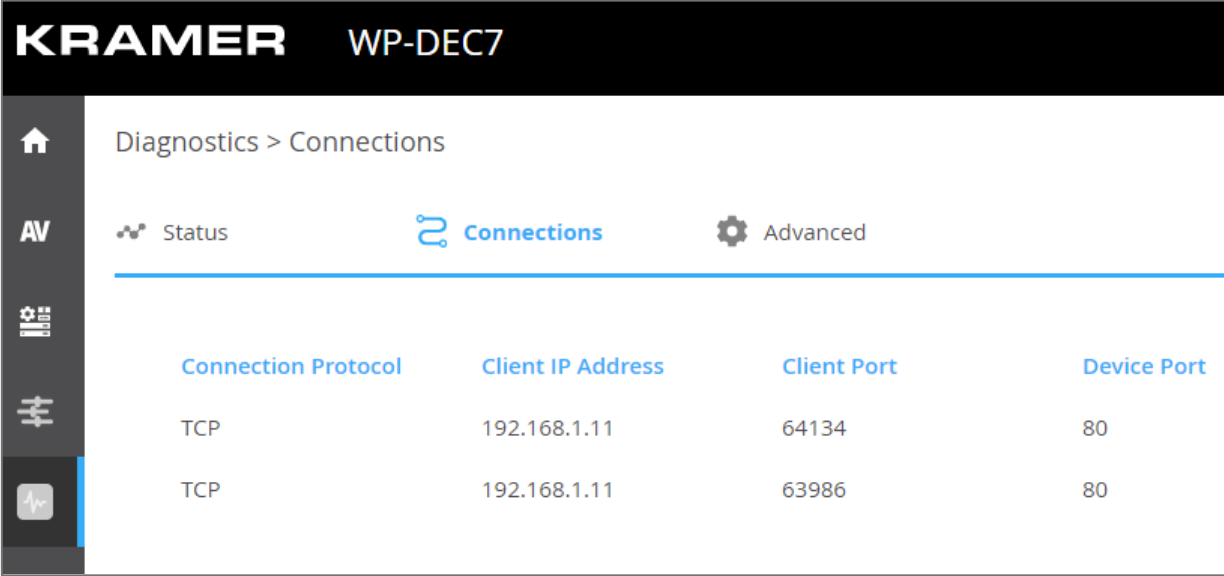 KRAMER WP-DEC7
Diagnostics > Connections
AV
Status Connections Advanced
Connection Protocol Client IP Address Client Port Device Port
TCP 192.168.1.11 64134 80
TCP 192.168.1.11 63986 80